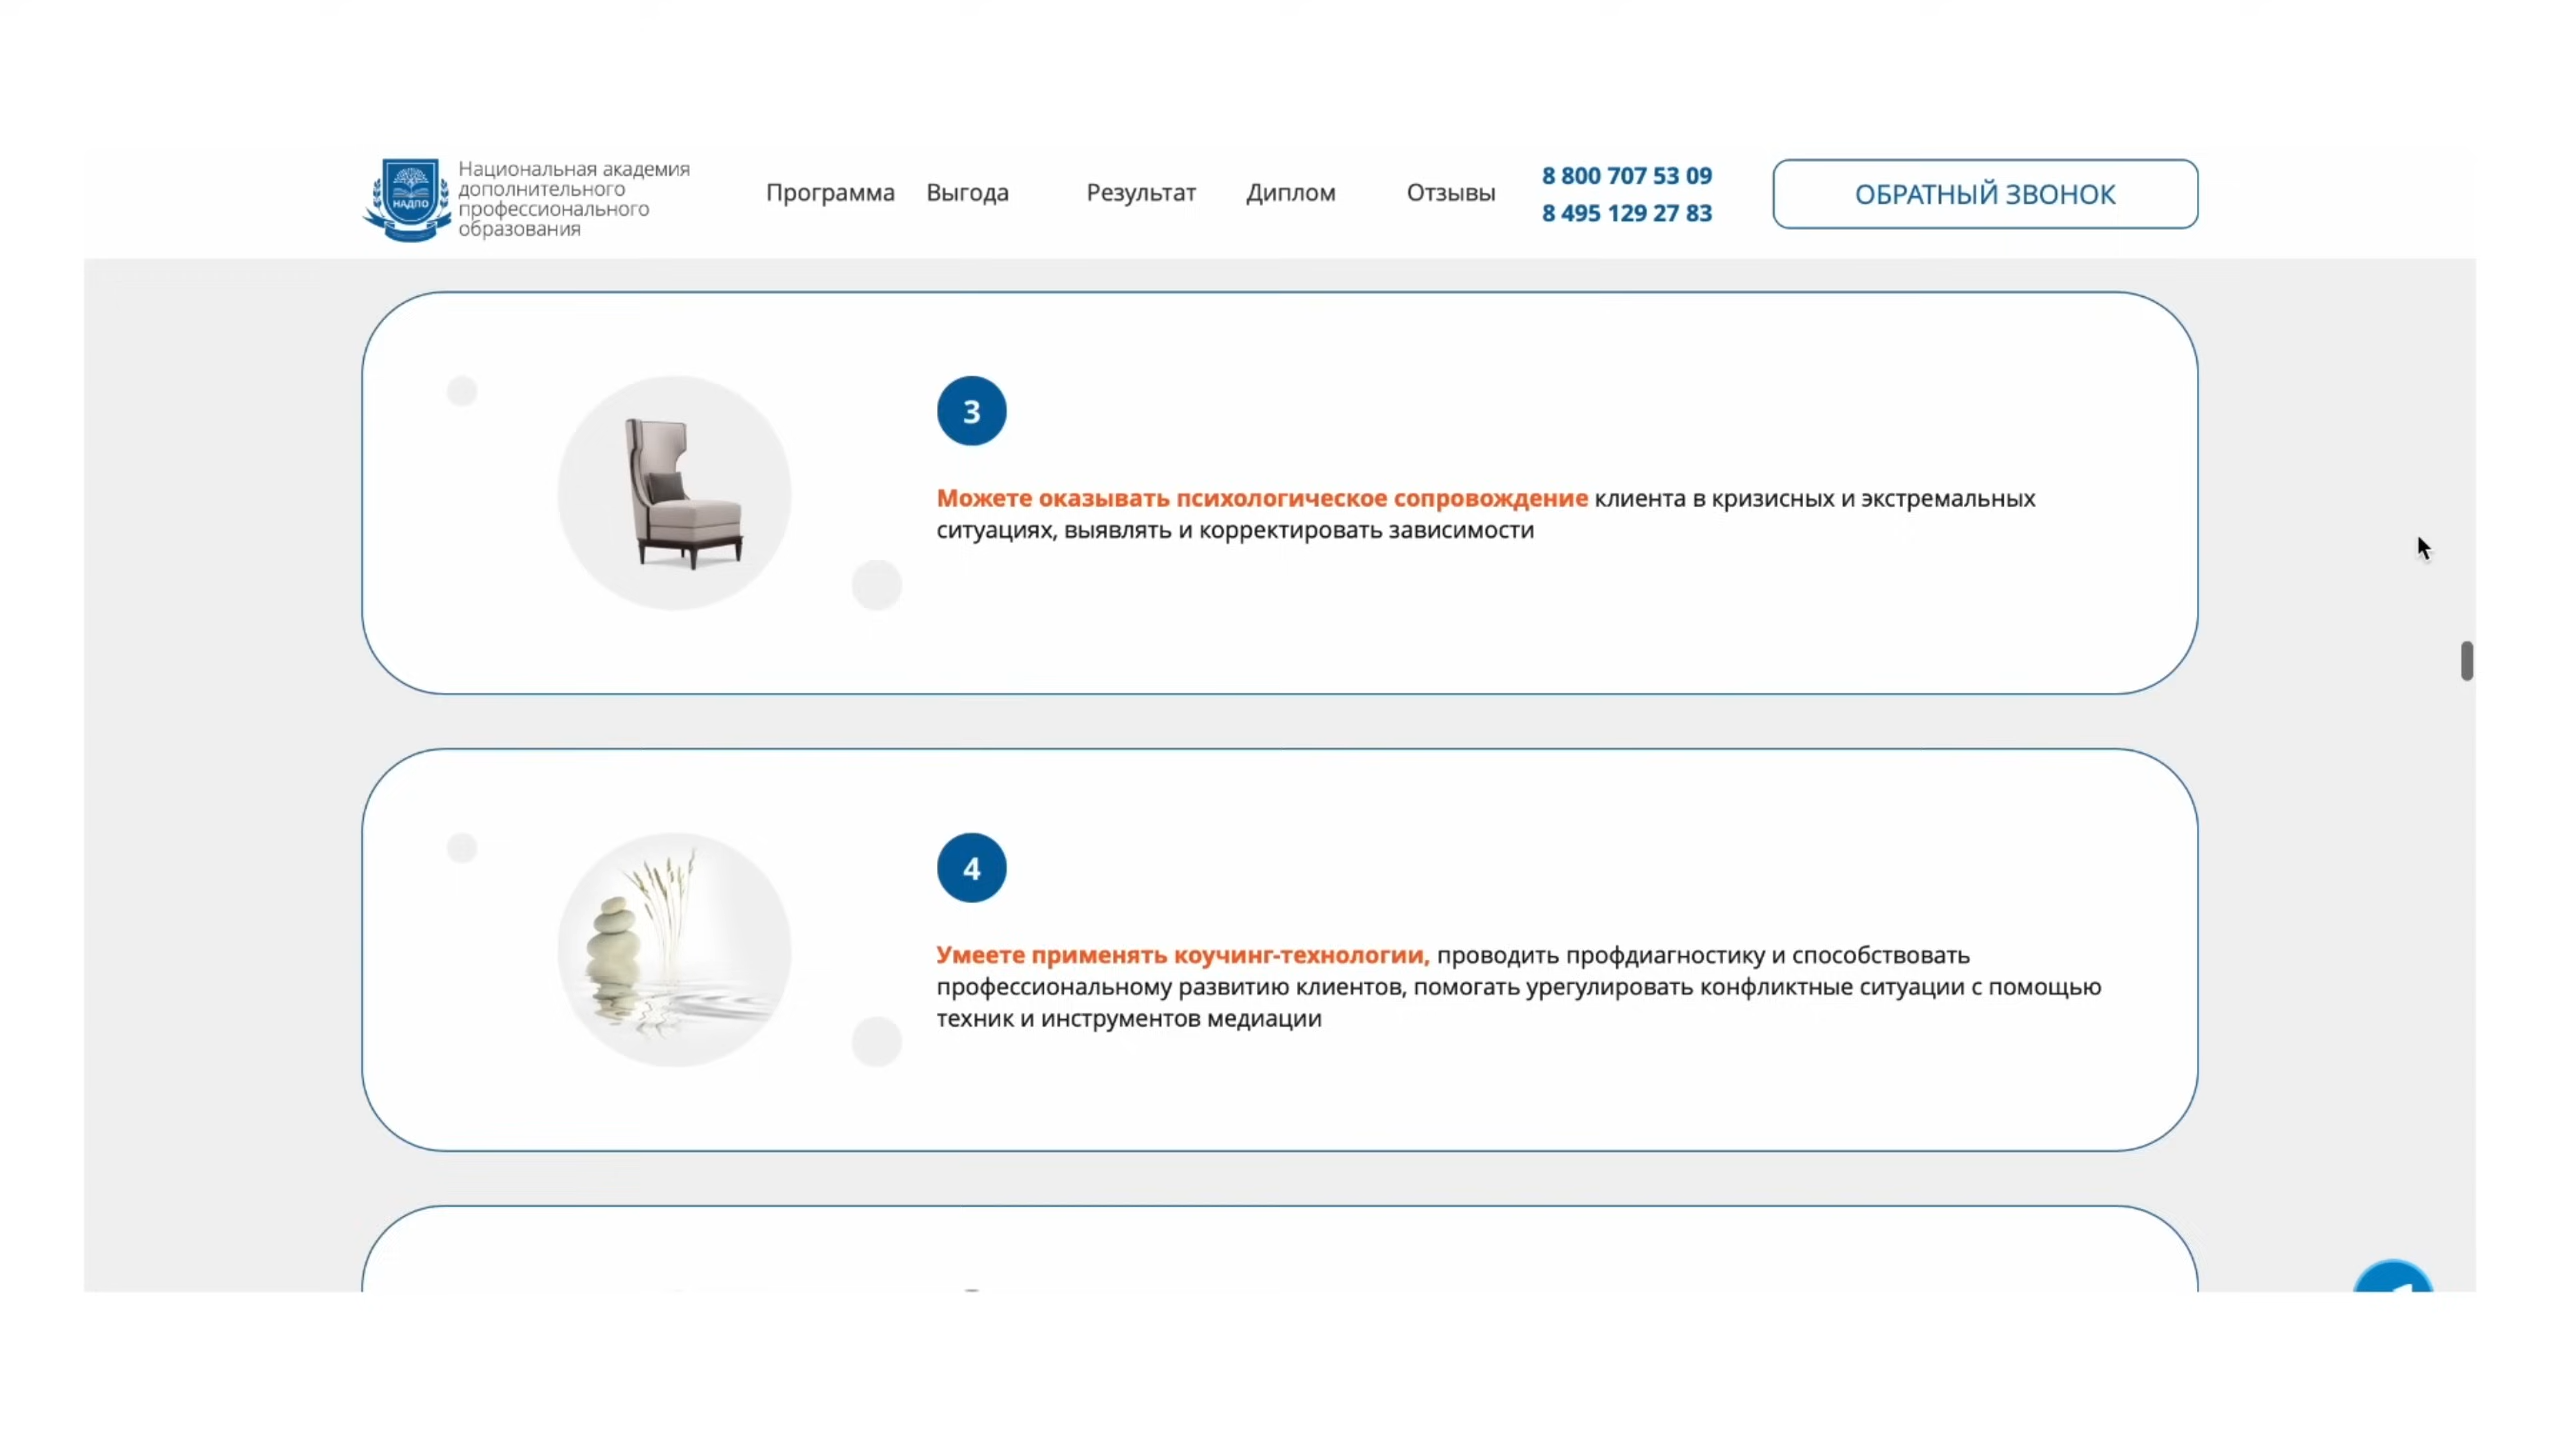 НАДПО
Национальная академия
дополнительного
профессионального
образования
Программа
Выгода
Результат
Диплом
Отзывы
8 800 707 53 09
8 495 129 27 83
ОБРАТНЫЙ ЗВОНОК
3
Можете оказывать психологическое сопровождение клиента в кризисных и экстремальных
ситуациях, выявлять и корректировать зависимости
4
Умеете применять коучинг-технологии, проводить профдиагностику и способствовать
профессиональному развитию клиентов, помогать урегулировать конфликтные ситуации с помощью
техник и инструментов медиации